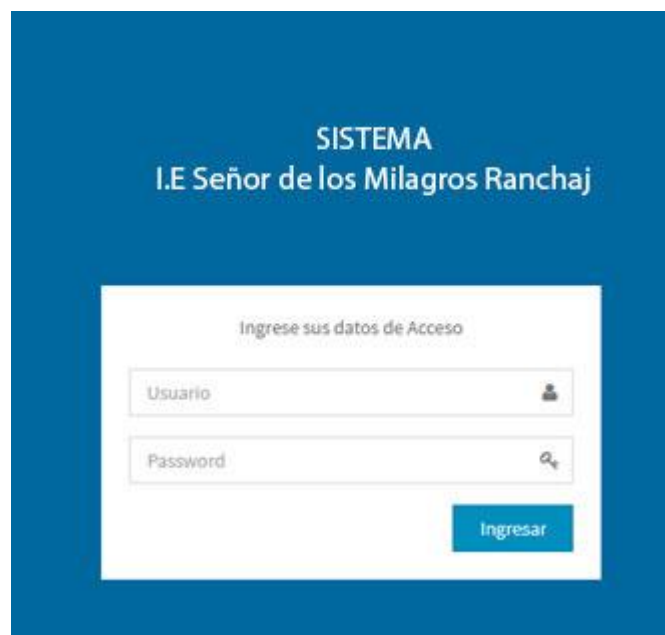 SISTEMA
I.E Señor de los Milagros Ranchaj
Ingrese sus datos de Acceso
Usuario
Password
Ingresar